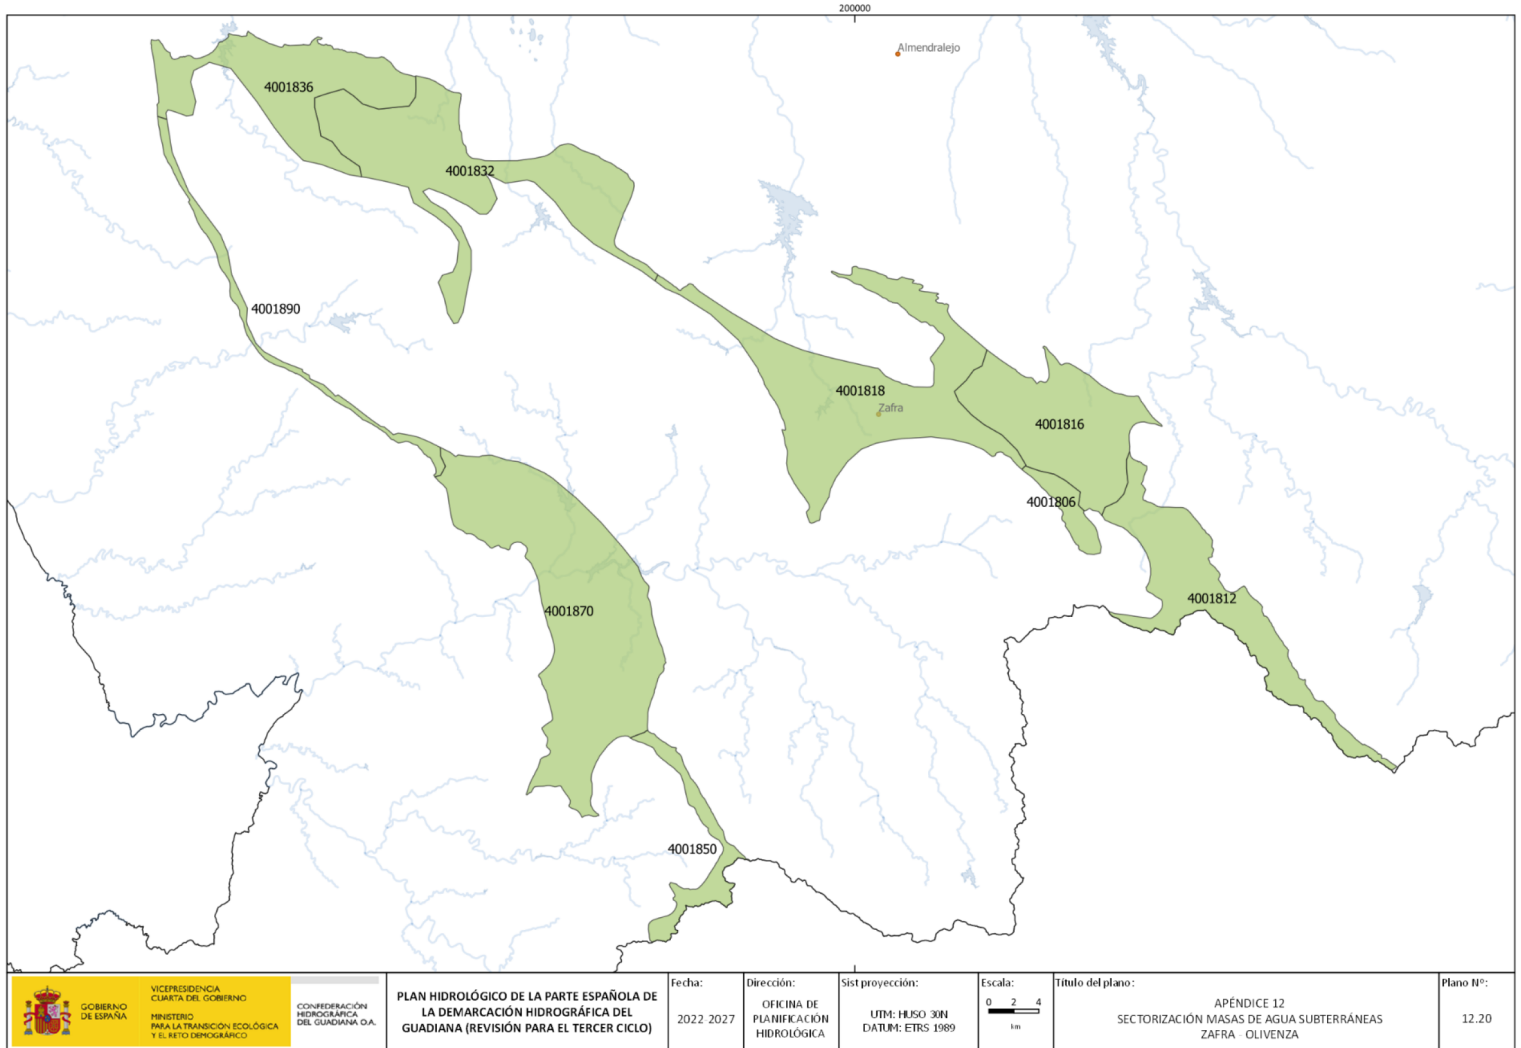 200000
Almendralejo
4001836
4001832
4001890
4001818
Zafra
4001816
4001806
4001812
4001870
4001850
GOBIERNO
DE ESPAÑA
VICEPRESIDENCIA
CUARTA DEL GOBIERNO
MINISTERIO
PARA LA TRANSICIÓN ECOLÓGICA
Y EL RETO DEMOGRÁFICO
CONFEDERACIÓN
HIDROGRÁFICA
DEL GUADIANA O.A.
PLAN HIDROLÓGICO DE LA PARTE ESPAÑOLA DE
LA DEMARCACIÓN HIDROGRÁFICA DEL
GUADIANA (REVISIÓN PARA EL TERCER CICLO)
Fecha:
2022-2027
Dirección:
OFICINA DE
PLANIFICACIÓN
HIDROLÓGICA
Sist proyección:
UTM: HUSO 30N
DATUM: ETRS 1989
Escala:
0 2 4
km
Título del plano:
APÉNDICE 12
SECTORIZACIÓN MASAS DE AGUA SUBTERRÁNEAS
ZAFRA - OLIVENZA
Plano Nº:
12.20